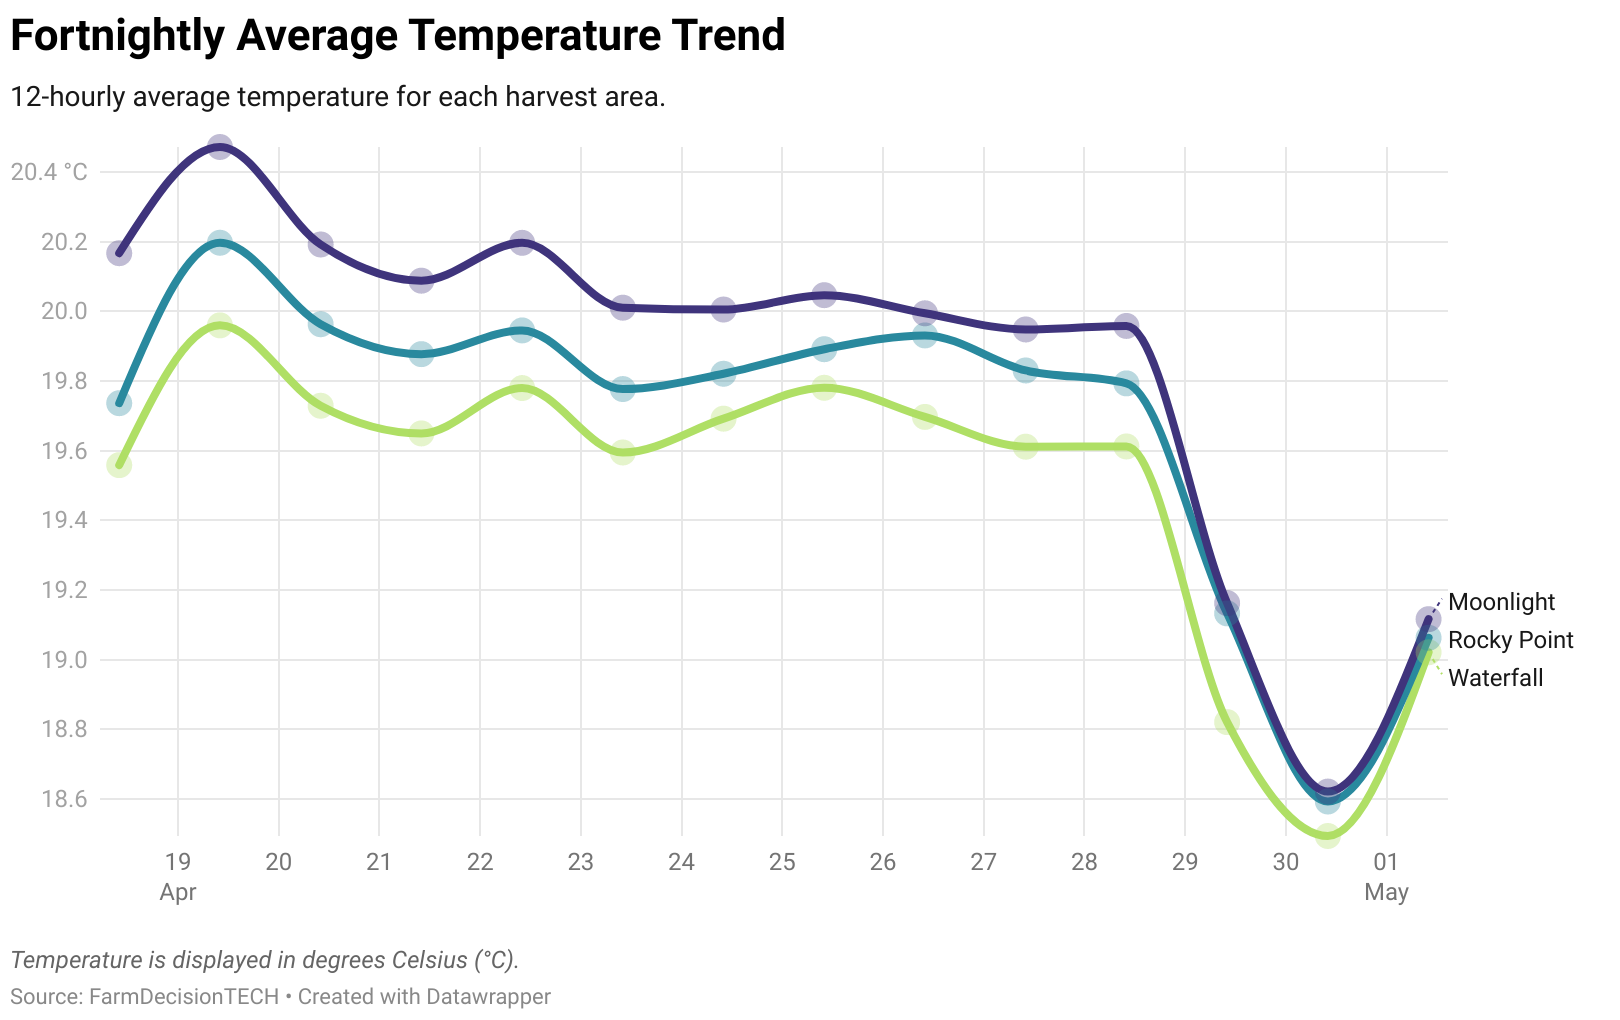 Fortnightly Average Temperature Trend
12-hourly average temperature for each harvest area.
20.4 °C
20.2
20.0
19.8
19.6
19.4
19.2
19.0
18.8
18.6
Moonlight
Rocky Point
Waterfall
19 20 21 22 23 24 25 26 27 28 29 30 01
Apr May
Temperature is displayed in degrees Celsius (°C).
Source: FarmDecisionTECH • Created with Datawrapper